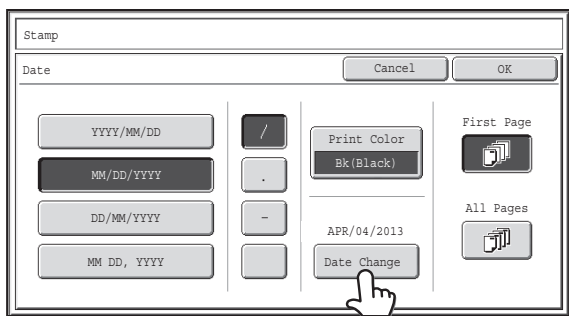 Stamp
Date
Cancel
OK
YYYY/MM/DD
MM/DD/YYYY
DD/MM/YYYY
MM DD, YYYY
/
.
-
Print Color
Bk(Black)
APR/04/2013
Date Change
First Page
All Pages